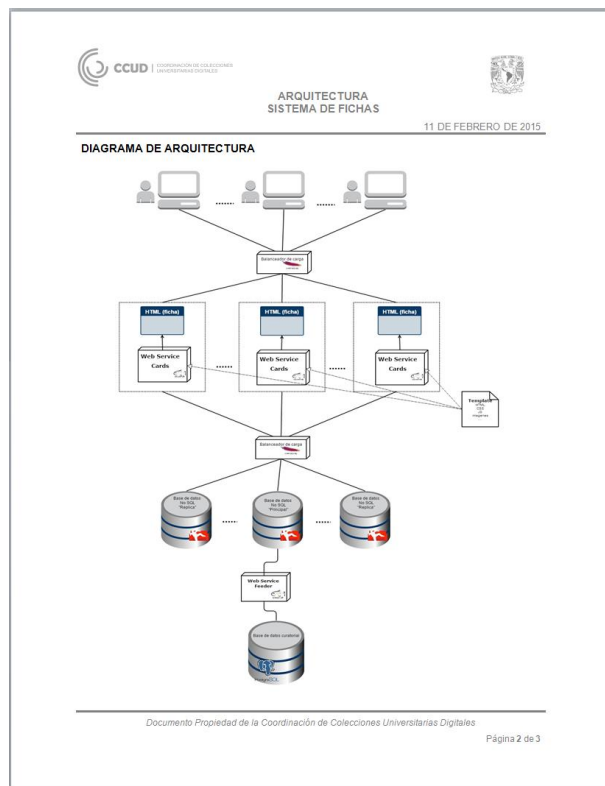 CCUD
COORDINACIÓN DE COLECCIONES
UNIVERSITARIAS DIGITALES
ARQUITECTURA
SISTEMA DE FICHAS
11 DE FEBRERO DE 2015
DIAGRAMA DE ARQUITECTURA
Balanceador de carga
HTML (ficha)
HTML (ficha)
HTML (ficha)
Web Service
Cards
Web Service
Cards
Web Service
Cards
Template
HTML
CSS
JS
imágenes
Balanceador de carga
Base de datos
No SQL
"Replica"
Base de datos
No SQL
"Principal"
Base de datos
No SQL
"Replica"
Web Service
Feeder
Base de datos curatorial
PostgreSQL
Documento Propiedad de la Coordinación de Colecciones Universitarias Digitales
Página 2 de 3